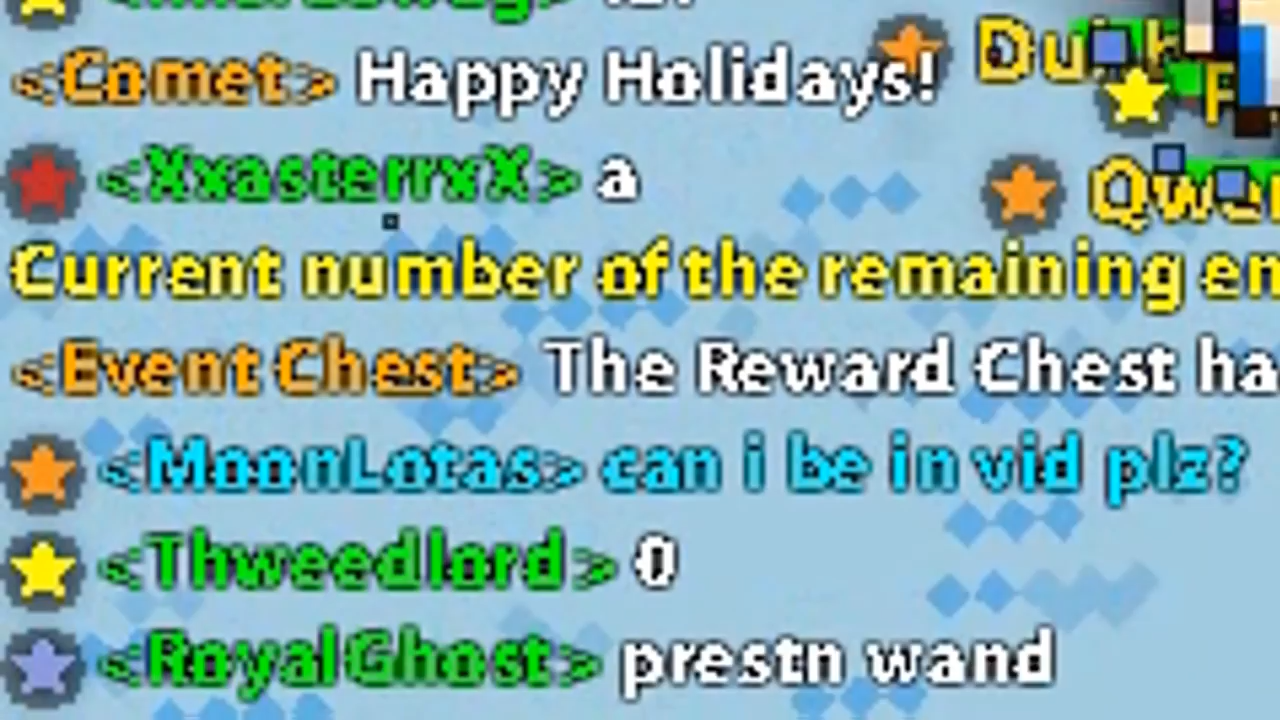 <Comet> Happy Holidays!
<XxasterrxX> a
Current number of the remaining en
<Event Chest> The Reward Chest ha
<MoonLotas> can i be in vid plz?
<Thweedlord> 0
<RoyalGhost> prestn wand